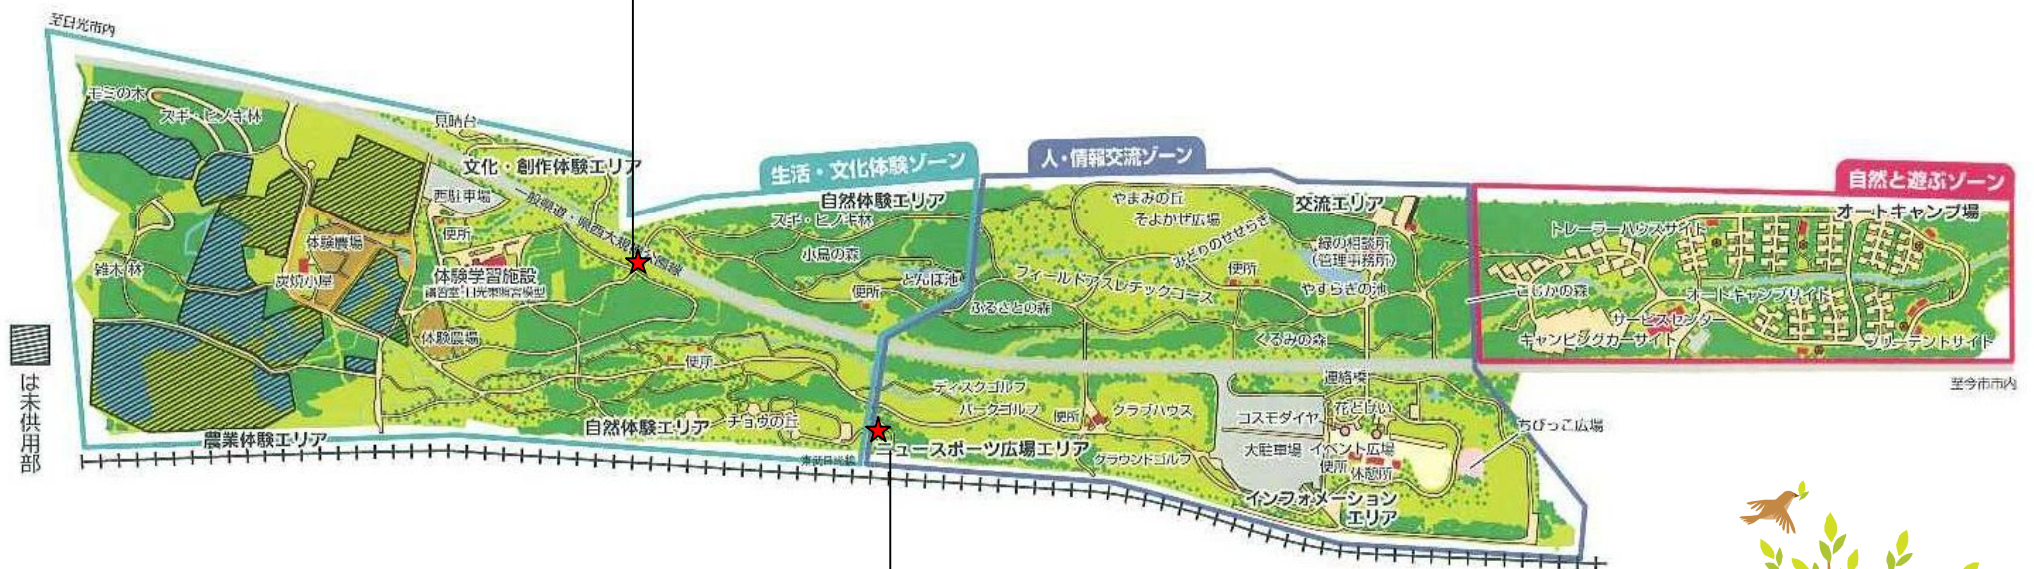 至日光市内
モミの木
スギ・ヒノキ林
見晴台
文化・創作体験エリア
西駐車場
便所
体験農場
炭焼小屋
体験学習施設
雑木林
体験農場
農業体験エリア
は未供用部
生活・文化体験ゾーン
自然体験エリア
スギ・ヒノキ林
小鳥の森
とんぼ池
便所
便所
自然体験エリア
チョウの丘
東武日光線
人・情報交流ゾーン
やまみの丘
そよかぜ広場
交流エリア
みどりのせせらぎ
緑の相談所
(管理事務所)
便所
フィールドアスレチックコース
やすらぎの池
ふるさとの森
くるみの森
連絡橋
ディスクゴルフ
パークゴルフ
便所
クラブハウス
コスモダイヤ
ニュースポーツ広場エリア
グラウンドゴルフ
大駐車場
イベント広場
便所
休憩所
インフォメーション
エリア
ちびっこ広場
自然と遊ぶゾーン
オートキャンプ場
トレーラーハウスサイト
こじかの森
オートキャンプサイト
サービスセンター
キャンピングカーサイト
フリーテントサイト
至今市市内